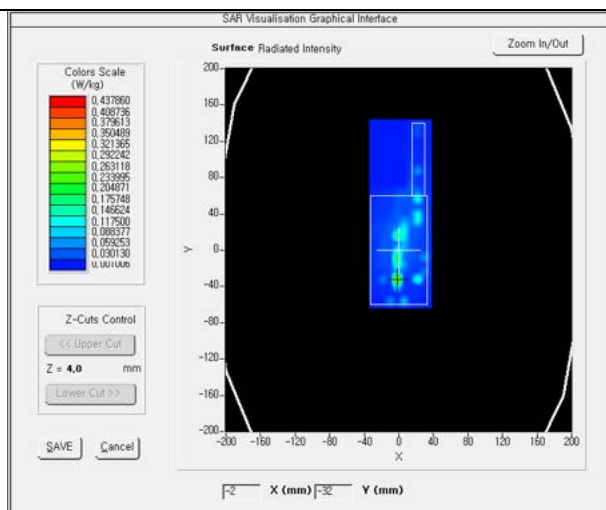 SAR Visualisation Graphical Interface
Surface Radiated Intensity
Zoom In/Out
Colors Scale
(W/kg)
0,437860
0,408736
0,379613
0,350489
0,321365
0,292242
0,263118
0,233995
0,204871
0,175748
0,146624
0,117500
0,088377
0,059253
0,030130
0,001006
Z-Cuts Control
<< Upper Cut
Z = 4,0 mm
Lower Cut >>
SAVE Cancel
200
160
120
80
40
0
-40
-80
-120
-160
-200
Y
-200 -160 -120 -80 -40 0 40 80 120 160 200
X
-2 X (mm) -32 Y (mm)